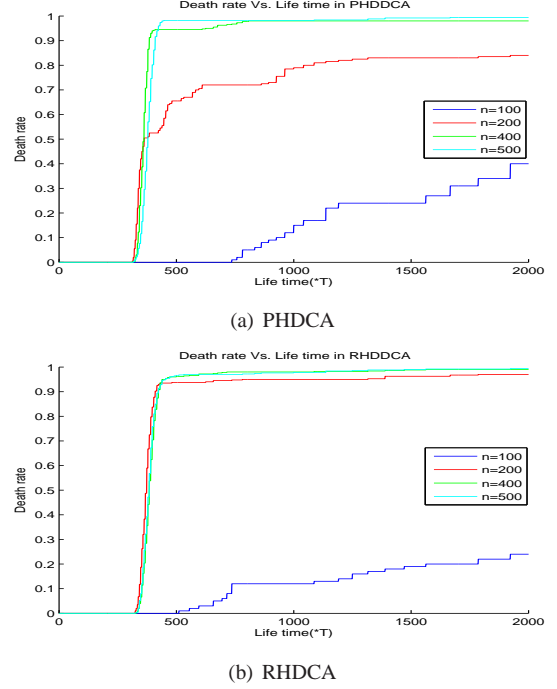 Death rate Vs. Life time in PHDDCA
Death rate
1
0.9
0.8
0.7
0.6
0.5
0.4
0.3
0.2
0.1
0
0 500 1000 1500 2000
Life time(*T)
n=100
n=200
n=400
n=500
(a) PHDCA
Death rate Vs. Life time in RHDDCA
Death rate
1
0.9
0.8
0.7
0.6
0.5
0.4
0.3
0.2
0.1
0
0 500 1000 1500 2000
Life time(*T)
n=100
n=200
n=400
n=500
(b) RHDCA